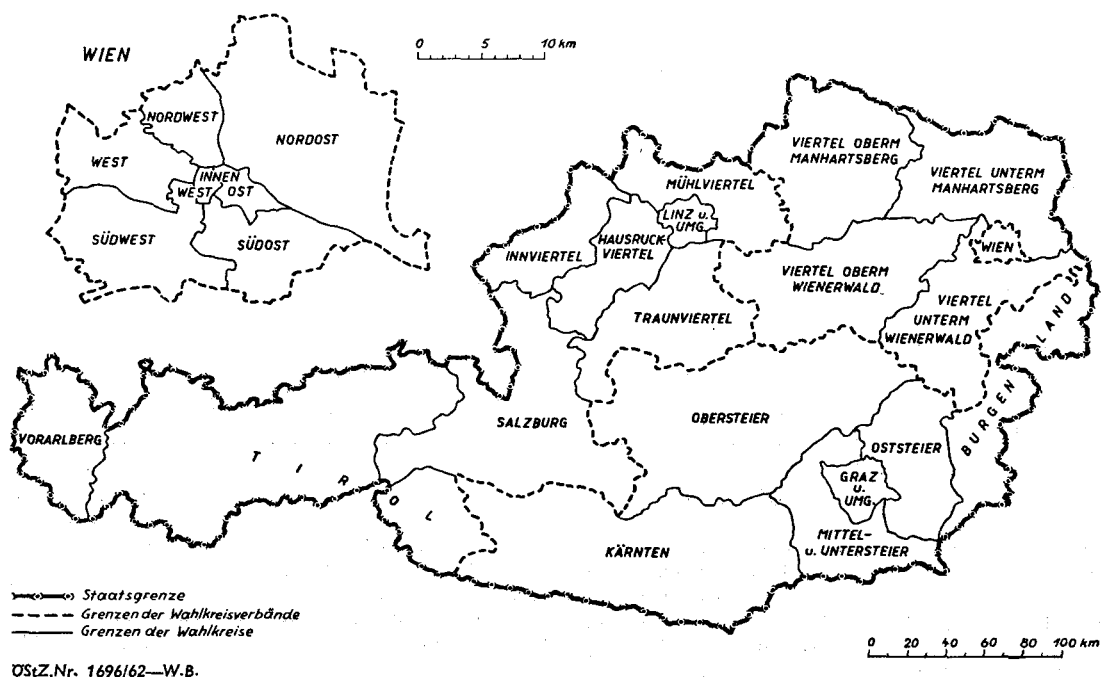 WIEN
0 5 10 km
NORDWEST
NORDOST
WEST
INNEN
WEST OST
SÜDWEST
SÜDOST
VIERTEL OBERM
MANHARTSBERG
VIERTEL UNTERM
MANHARTSBERG
MÜHLVIERTEL
LINZ u.
UMG.
HAUSRUCK-
VIERTEL
INNVIERTEL
WIEN
VIERTEL OBERM
WIENERWALD
VIERTEL
UNTERM
WIENERWALD
TRAUNVIERTEL
BURGEN LAND
OBERSTEIER
SALZBURG
VORARLBERG
TIROL
OSTSTEIER
GRAZ
u.
UMG.
MITTEL-
u. UNTERSTEIER
KÄRNTEN
Staatsgrenze
Grenzen der Wahlkreisverbände
Grenzen der Wahlkreise
0 20 40 60 80 100 km
ÖStZ.Nr. 1696/62—W.B.